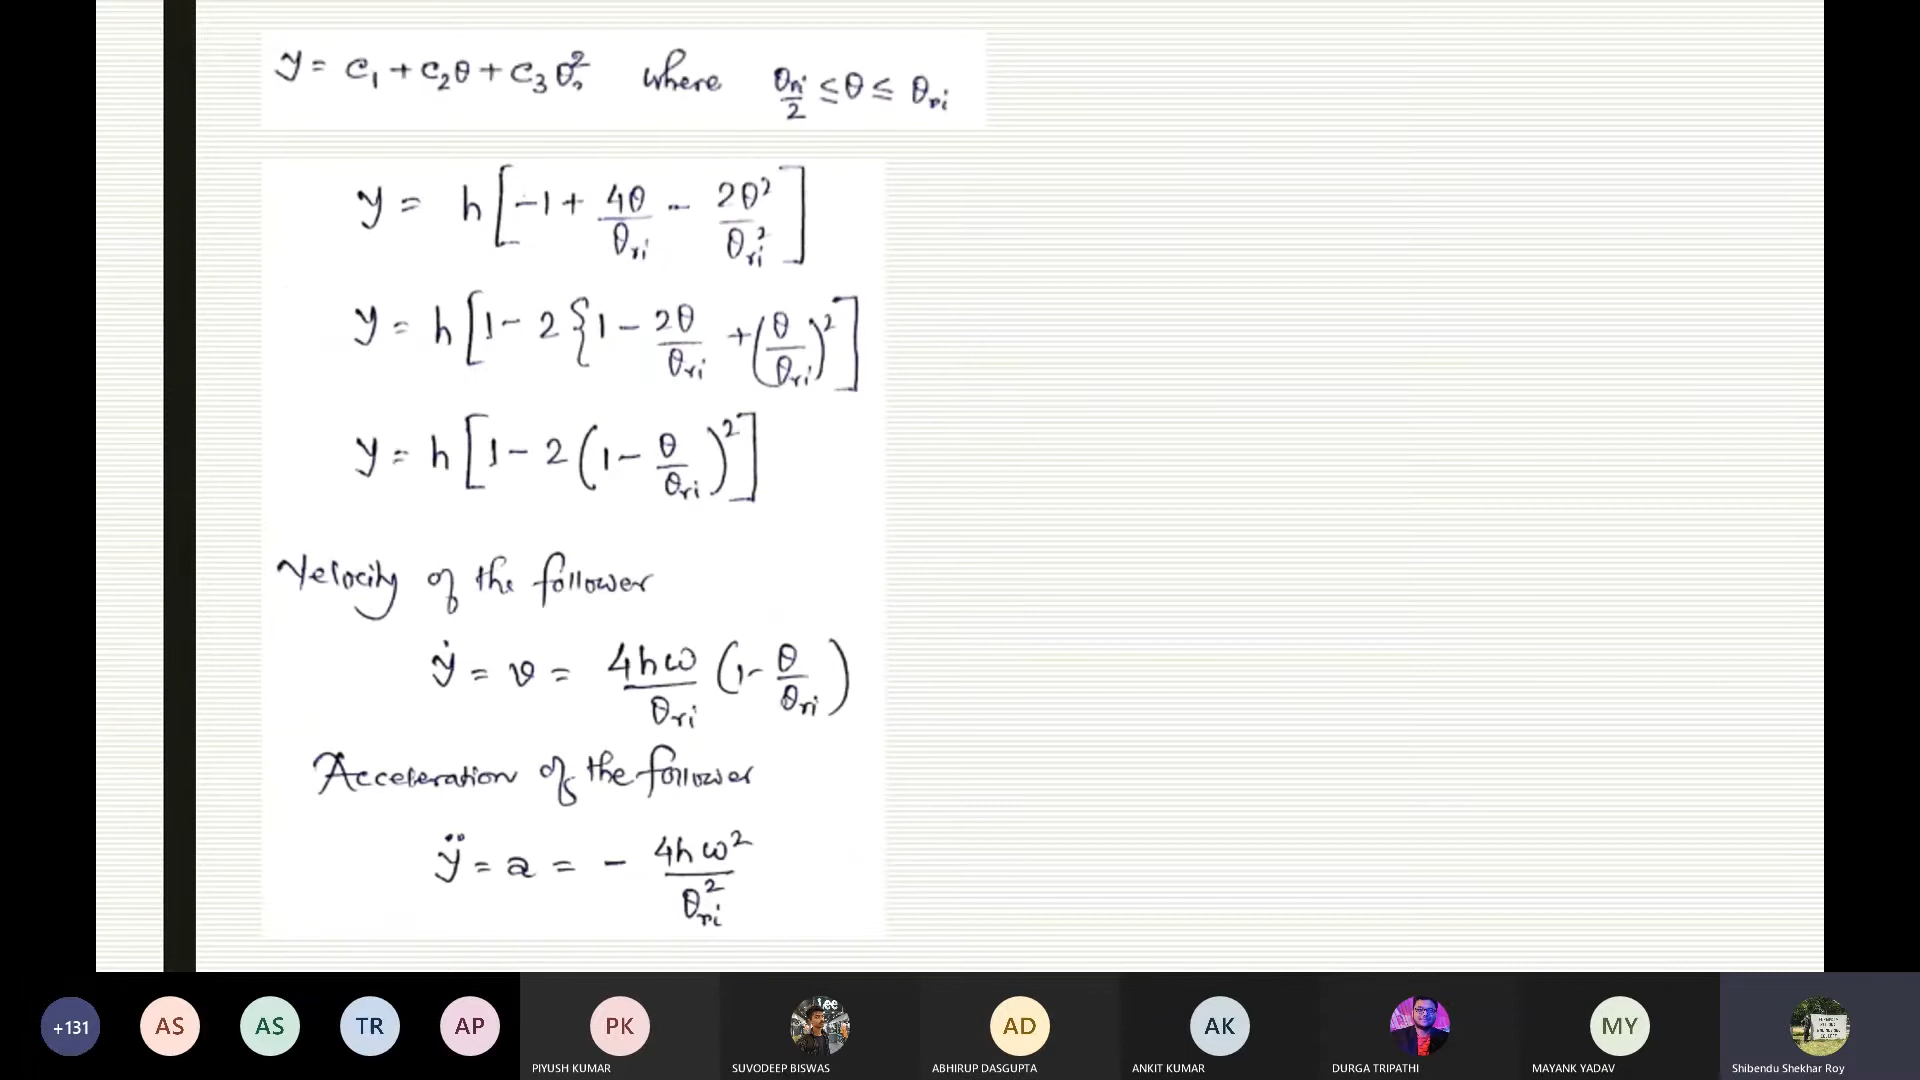 y = c₁ + c₂θ + c₃θ² where θri/2 ≤ θ ≤ θri
y = h[-1 + 4θ/θri - 2θ²/θri²]
y = h[1 - 2{1 - 2θ/θri + (θ/θri)²]
y = h[1 - 2(1 - θ/θri)²]
Velocity of the follower
ẏ = v = 4hω/θri (1 - θ/θri)
Acceleration of the follower
ÿ = a = - 4hω²/θri²
+131
AS
AS
TR
AP
PK
Lee
AD
AK
MY
PIYUSH KUMAR
SUVODEEP BISWAS
ABHIRUP DASGUPTA
ANKIT KUMAR
DURGA TRIPATHI
MAYANK YADAV
Shibendu Shekhar Roy